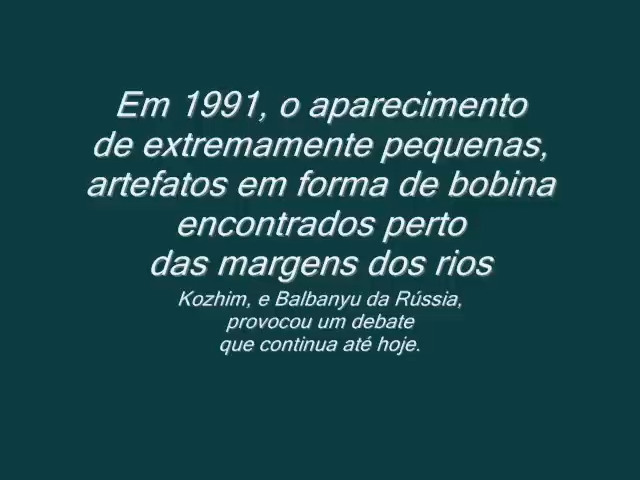 Em 1991, o aparecimento
de extremamente pequenas,
artefatos em forma de bobina
encontrados perto
das margens dos rios
Kozhim, e Balbanyu da Rússia,
provocou um debate
que continua até hoje.